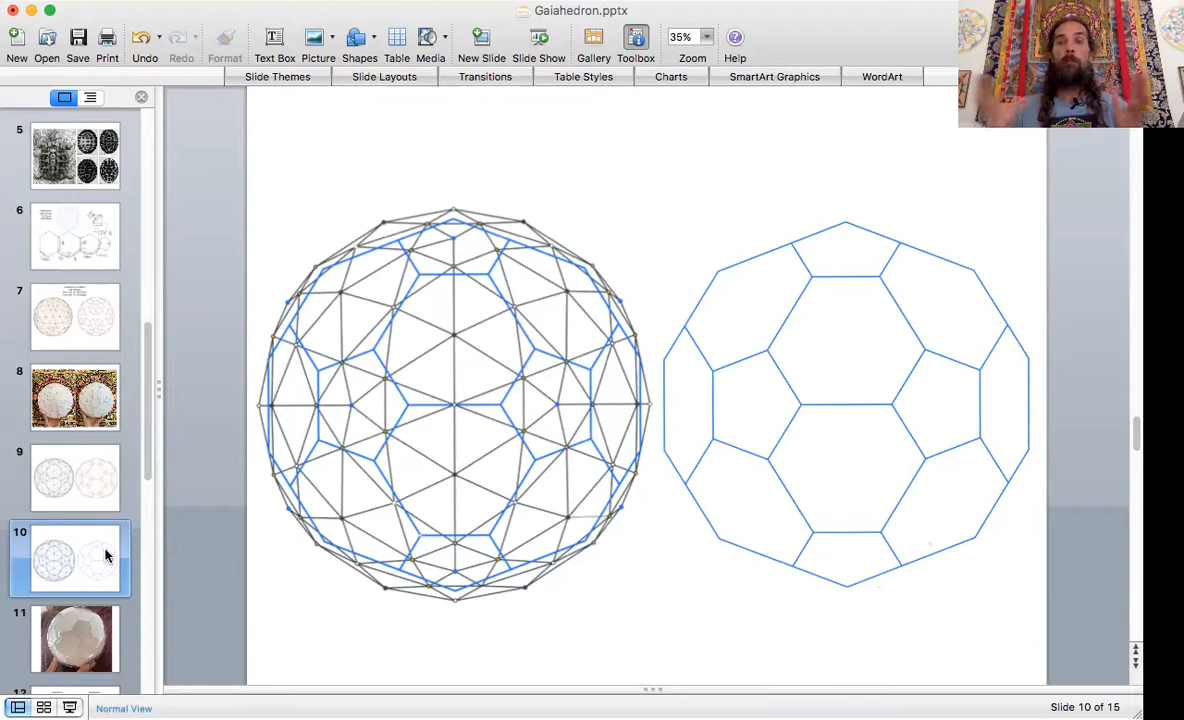 Gaiahedron.pptx
35%
New Open Save Print Undo Redo Format Text Box Picture Shapes Table Media New Slide Slide Show Gallery Toolbox Zoom Help
Slide Themes Slide Layouts Transitions Table Styles Charts SmartArt Graphics WordArt
5
6
7
8
9
10
11
12
Normal View
Slide 10 of 15